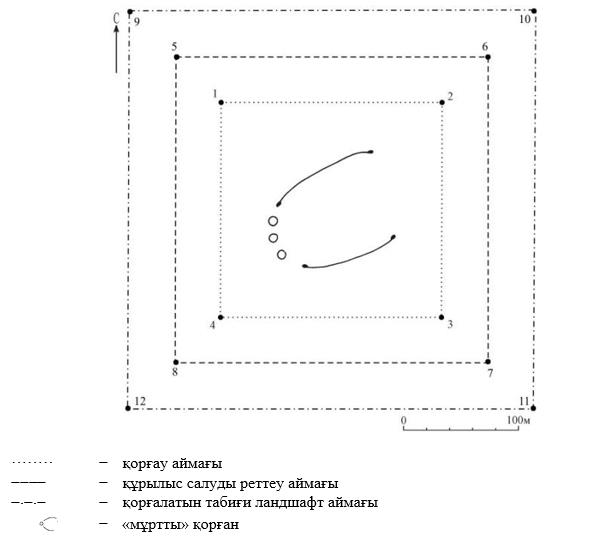 С
9
10
5
6
1
2
4
3
8
7
12
11
0
100м
– қорғау аймағы
– құрылыс салуды реттеу аймағы
– қорғалатын табиғи ландшафт аймағы
– «мұртты» қорған